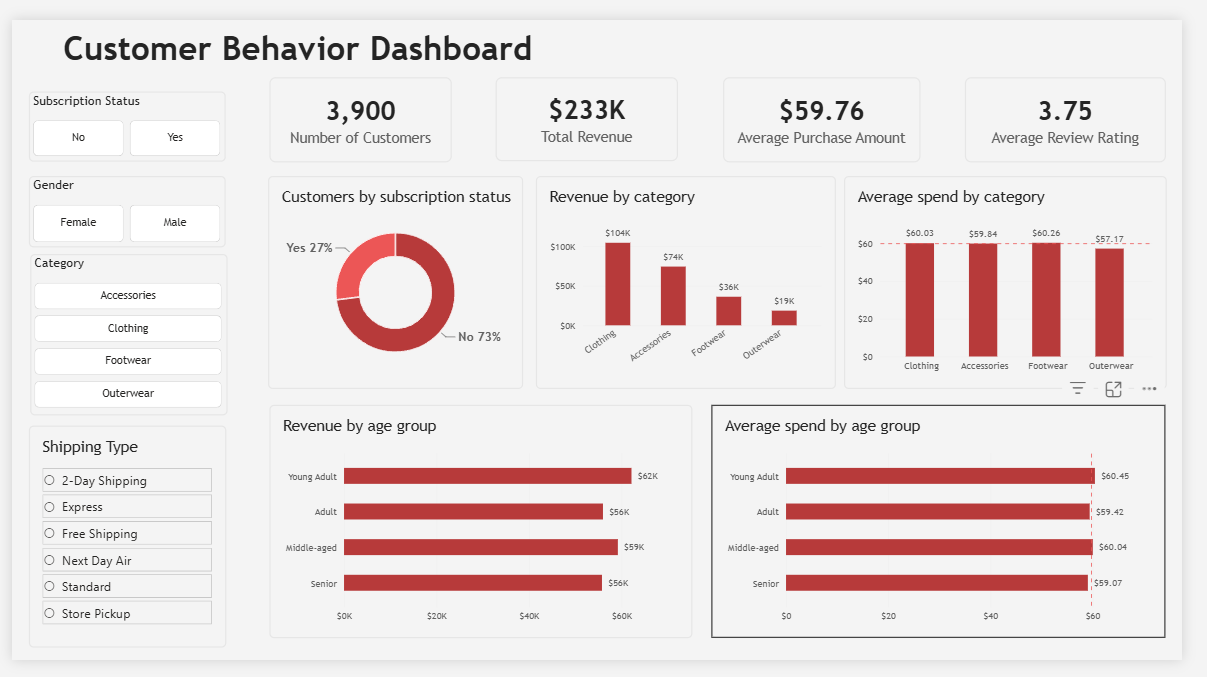 Customer Behavior Dashboard
Subscription Status
No
Yes
Gender
Female
Male
Category
Accessories
Clothing
Footwear
Outerwear
Shipping Type
2-Day Shipping
Express
Free Shipping
Next Day Air
Standard
Store Pickup
3,900
Number of Customers
$233K
Total Revenue
$59.76
Average Purchase Amount
3.75
Average Review Rating
Customers by subscription status
Yes 27%
No 73%
Revenue by category
$100K
$50K
$0K
$104K
$74K
$36K
$19K
Clothing
Accessories
Footwear
Outerwear
Average spend by category
$60
$40
$20
$0
$60.03
$59.84
$60.26
$57.17
Clothing
Accessories
Footwear
Outerwear
Revenue by age group
Young Adult
$62K
Adult
$56K
Middle-aged
$59K
Senior
$56K
$0K
$20K
$40K
$60K
Average spend by age group
Young Adult
$60.45
Adult
$59.42
Middle-aged
$60.04
Senior
$59.07
$0
$20
$40
$60